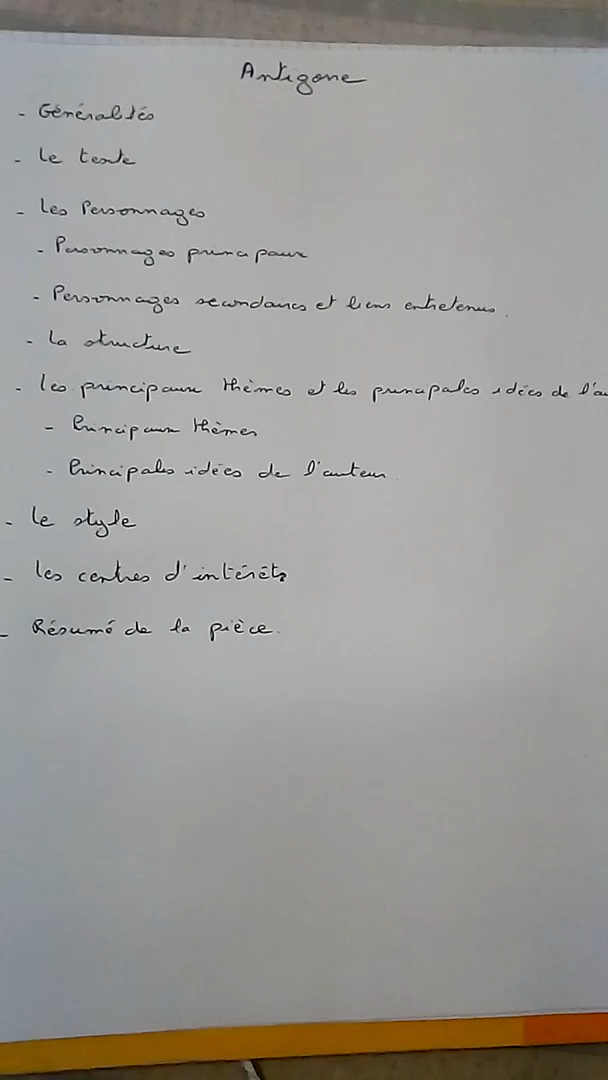 Antigone
- Généralités
- Le texte
- Les Personnages
- Personnages principaux
- Personnages secondaires et liens entretenus.
- La structure
- Les principaux thèmes et les principales idées de l'au
- Principaux thèmes
- Principales idées de l'auteur.
- Le style
- Les centres d'intérêts
- Résumé de la pièce.